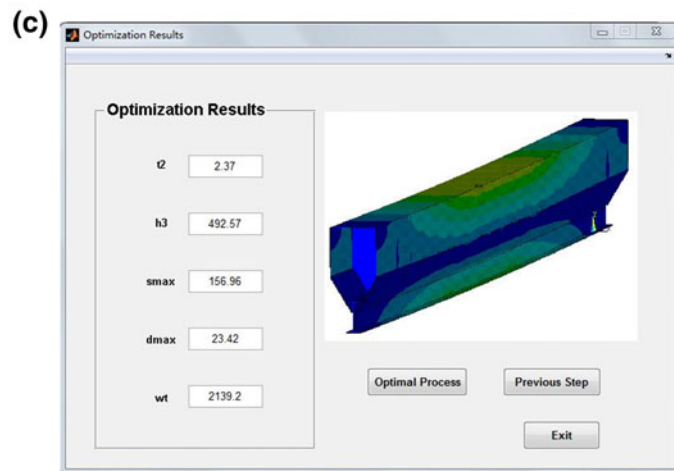 (c)
Optimization Results
Optimization Results
t2 2.37
h3 492.57
smax 156.96
dmax 23.42
wt 2139.2
Optimal Process Previous Step
Exit